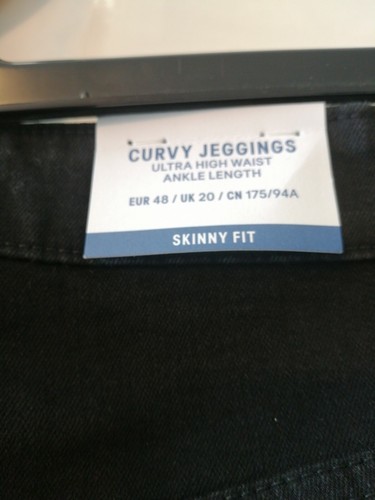 CURVY JEGGINGS
ULTRA HIGH WAIST
ANKLE LENGTH
EUR 48 / UK 20 / CN 175/94A
SKINNY FIT